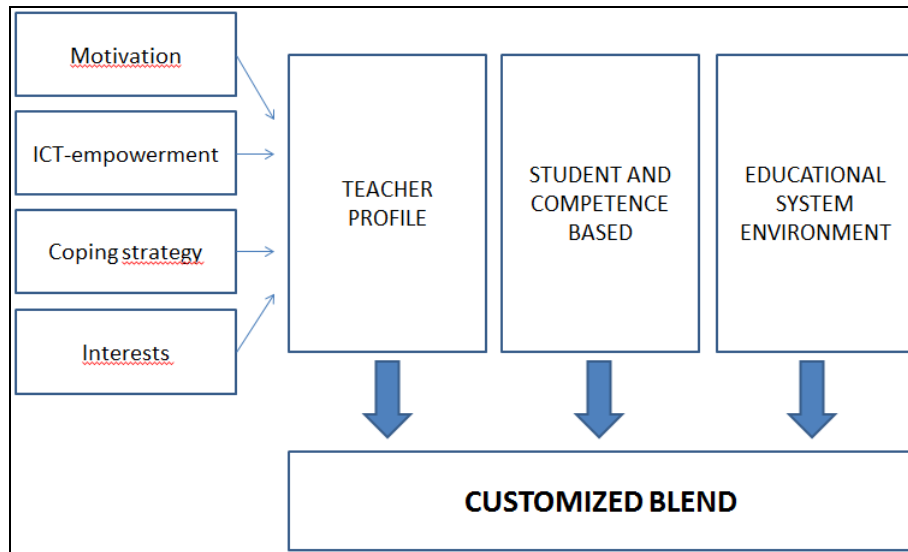 Motivation
ICT-empowerment
Coping strategy
Interests
TEACHER
PROFILE
STUDENT AND
COMPETENCE
BASED
EDUCATIONAL
SYSTEM
ENVIRONMENT
CUSTOMIZED BLEND